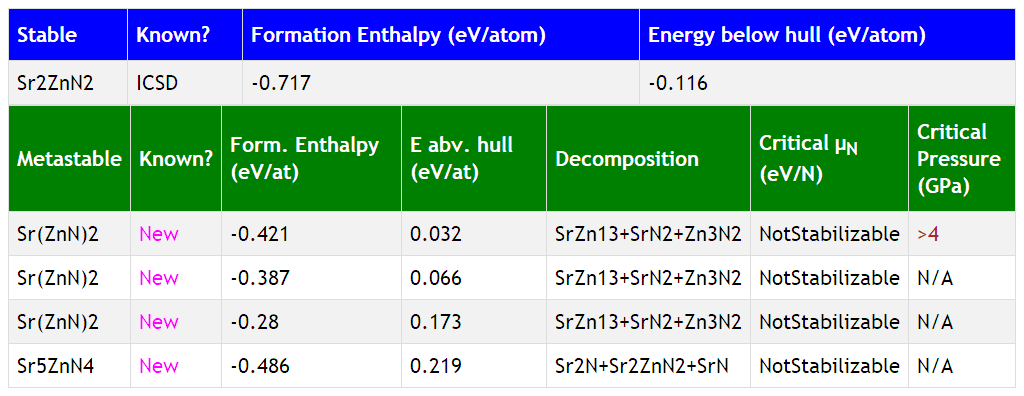 Stable Known? Formation Enthalpy (eV/atom) Energy below hull (eV/atom)
Sr2ZnN2 ICSD -0.717 -0.116
Metastable Known? Form. Enthalpy (eV/at) E abv. hull (eV/at) Decomposition Critical μN (eV/N) Critical Pressure (GPa)
Sr(ZnN)2 New -0.421 0.032 SrZn13+SrN2+Zn3N2 NotStabilizable >4
Sr(ZnN)2 New -0.387 0.066 SrZn13+SrN2+Zn3N2 NotStabilizable N/A
Sr(ZnN)2 New -0.28 0.173 SrZn13+SrN2+Zn3N2 NotStabilizable N/A
Sr5ZnN4 New -0.486 0.219 Sr2N+Sr2ZnN2+SrN NotStabilizable N/A